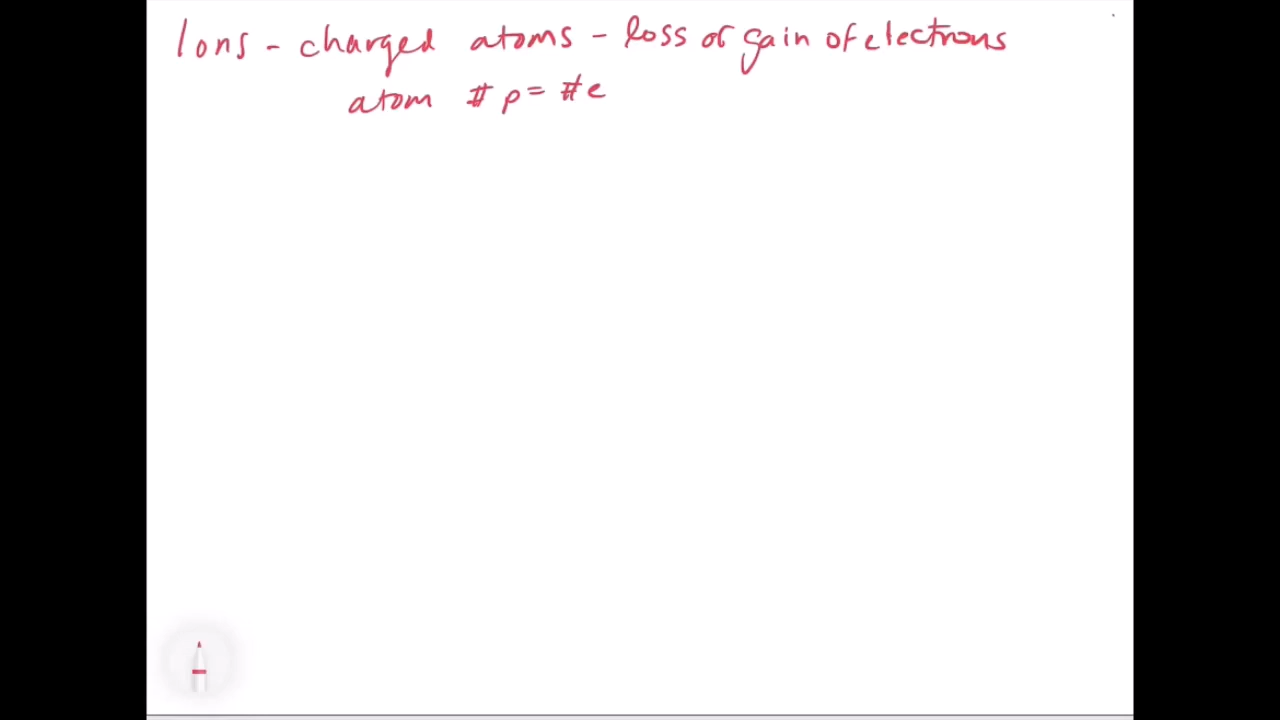 Ions - charged atoms - loss or gain of electrons
atom # p = # e